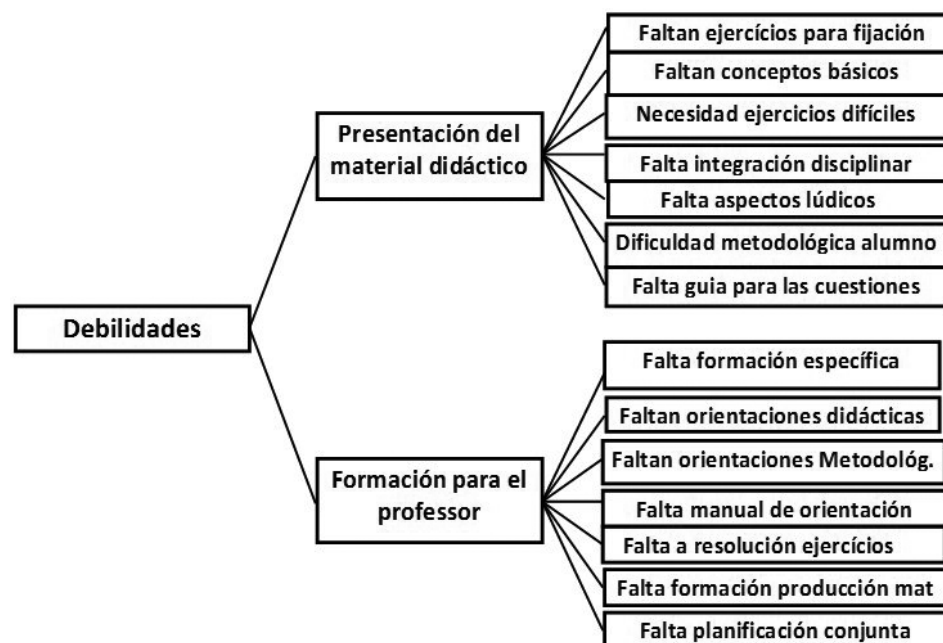 Faltan ejercícios para fijación
Faltan conceptos básicos
Necesidad ejercicios difíciles
Presentación del
material didáctico
Falta integración disciplinar
Falta aspectos lúdicos
Dificuldad metodológica alumno
Falta guia para las cuestiones
Debilidades
Falta formación específica
Faltan orientaciones didácticas
Faltan orientaciones Metodológ.
Formación para el
professor
Falta manual de orientación
Falta a resolución ejercícios
Falta formación producción mat
Falta planificación conjunta